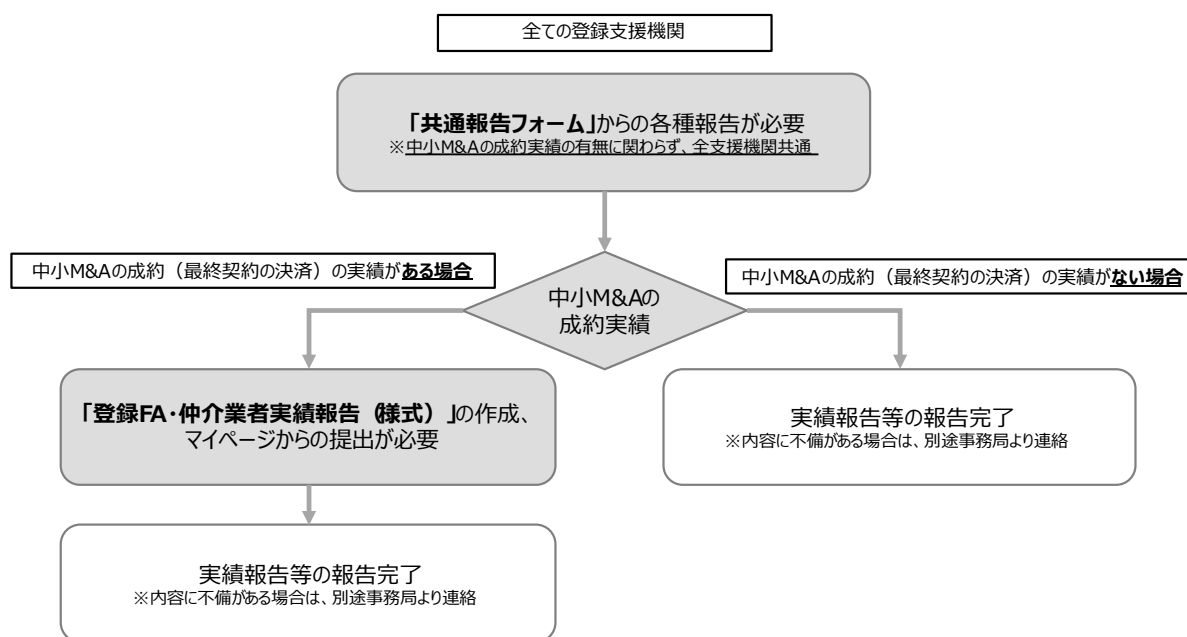 全ての登録支援機関
「共通報告フォーム」からの各種報告が必要
※中小M&Aの成約実績の有無に関わらず、全支援機関共通
中小M&Aの成約（最終契約の決済）の実績がある場合
中小M&Aの成約（最終契約の決済）の実績がない場合
中小M&Aの
成約実績
「登録FA・仲介業者実績報告（様式）」の作成、
マイページからの提出が必要
実績報告等の報告完了
※内容に不備がある場合は、別途事務局より連絡
実績報告等の報告完了
※内容に不備がある場合は、別途事務局より連絡